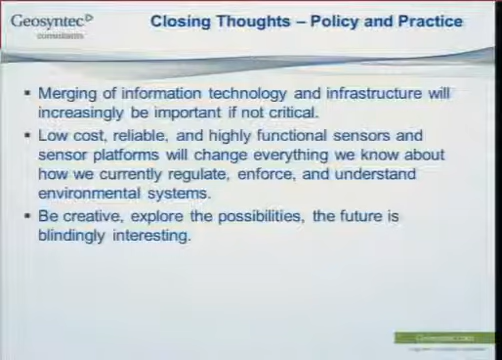 Geosyntec
consultants
Closing Thoughts – Policy and Practice
▪ Merging of information technology and infrastructure will
increasingly be important if not critical.
▪ Low cost, reliable, and highly functional sensors and
sensor platforms will change everything we know about
how we currently regulate, enforce, and understand
environmental systems.
▪ Be creative, explore the possibilities, the future is
blindingly interesting.